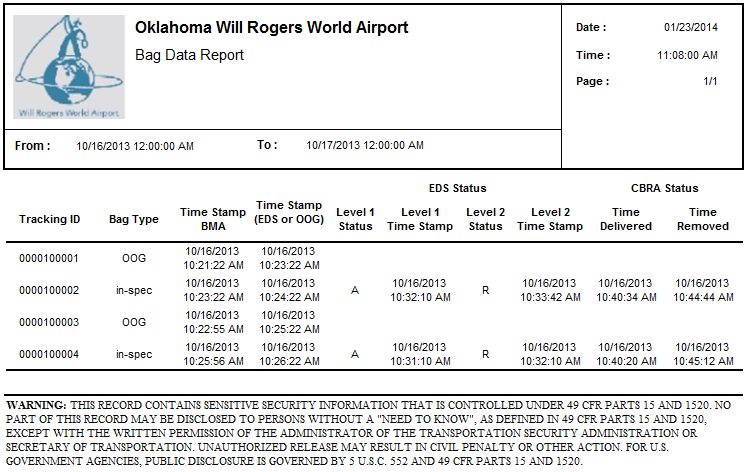 Will Rogers World Airport
Oklahoma Will Rogers World Airport
Bag Data Report
Date : 01/23/2014
Time : 11:08:00 AM
Page : 1/1
From : 10/16/2013 12:00:00 AM To : 10/17/2013 12:00:00 AM
EDS Status CBRA Status
Tracking ID Bag Type Time Stamp BMA Time Stamp (EDS or OOG) Level 1 Status Level 1 Time Stamp Level 2 Status Level 2 Time Stamp Time Delivered Time Removed
0000100001 OOG 10/16/2013 10:21:22 AM 10/16/2013 10:23:22 AM
0000100002 in-spec 10/16/2013 10:23:22 AM 10/16/2013 10:24:22 AM A 10/16/2013 10:32:10 AM R 10/16/2013 10:33:42 AM 10/16/2013 10:40:34 AM 10/16/2013 10:44:44 AM
0000100003 OOG 10/16/2013 10:22:55 AM 10/16/2013 10:25:22 AM
0000100004 in-spec 10/16/2013 10:25:56 AM 10/16/2013 10:26:22 AM A 10/16/2013 10:31:10 AM R 10/16/2013 10:32:10 AM 10/16/2013 10:40:20 AM 10/16/2013 10:45:12 AM
WARNING: THIS RECORD CONTAINS SENSITIVE SECURITY INFORMATION THAT IS CONTROLLED UNDER 49 CFR PARTS 15 AND 1520. NO
PART OF THIS RECORD MAY BE DISCLOSED TO PERSONS WITHOUT A "NEED TO KNOW", AS DEFINED IN 49 CFR PARTS 15 AND 1520,
EXCEPT WITH THE WRITTEN PERMISSION OF THE ADMINISTRATOR OF THE TRANSPORTATION SECURITY ADMINISTRATION OR
SECRETARY OF TRANSPORTATION. UNAUTHORIZED RELEASE MAY RESULT IN CIVIL PENALTY OR OTHER ACTION. FOR U.S.
GOVERNMENT AGENCIES, PUBLIC DISCLOSURE IS GOVERNED BY 5 U.S.C. 552 AND 49 CFR PARTS 15 AND 1520.